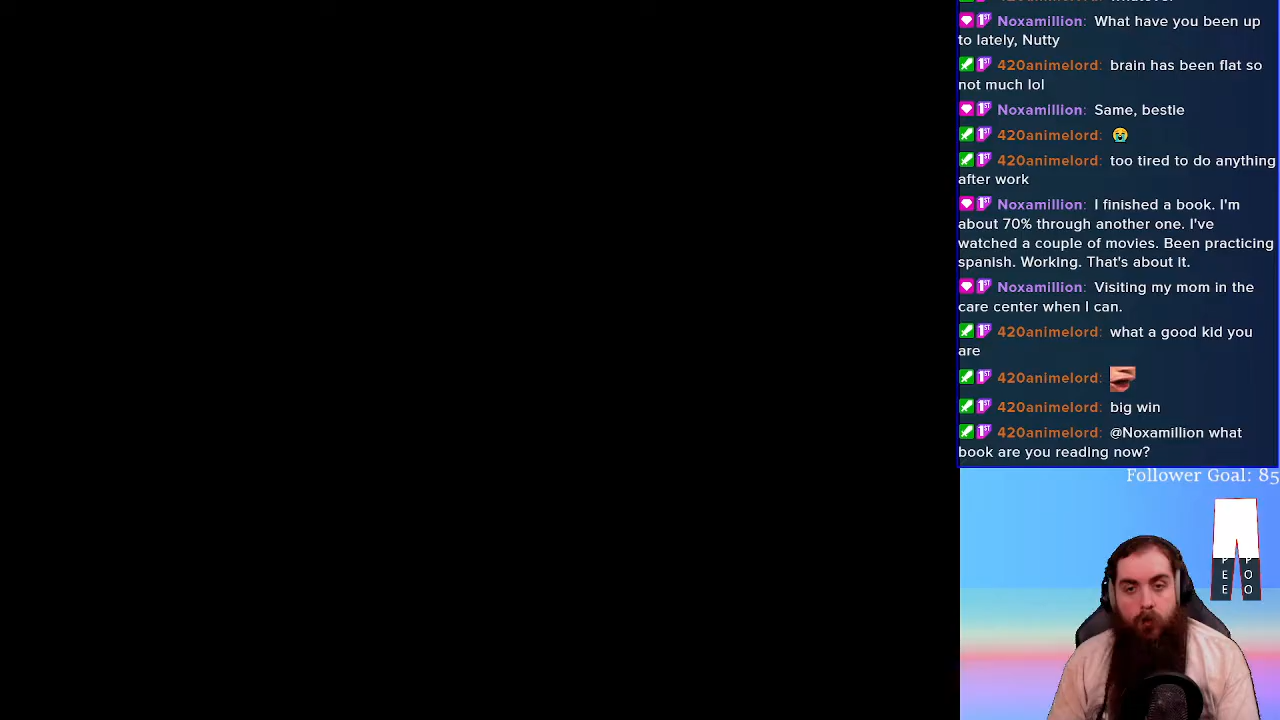 Noxamillion: What have you been up
to lately, Nutty
420animelord: brain has been flat so
not much lol
Noxamillion: Same, bestie
420animelord: 😭
420animelord: too tired to do anything
after work
Noxamillion: I finished a book. I'm
about 70% through another one. I've
watched a couple of movies. Been practicing
spanish. Working. That's about it.
Noxamillion: Visiting my mom in the
care center when I can.
420animelord: what a good kid you
are
420animelord:
420animelord: big win
420animelord: @Noxamillion what
book are you reading now?
Follower Goal: 85
PEE POO